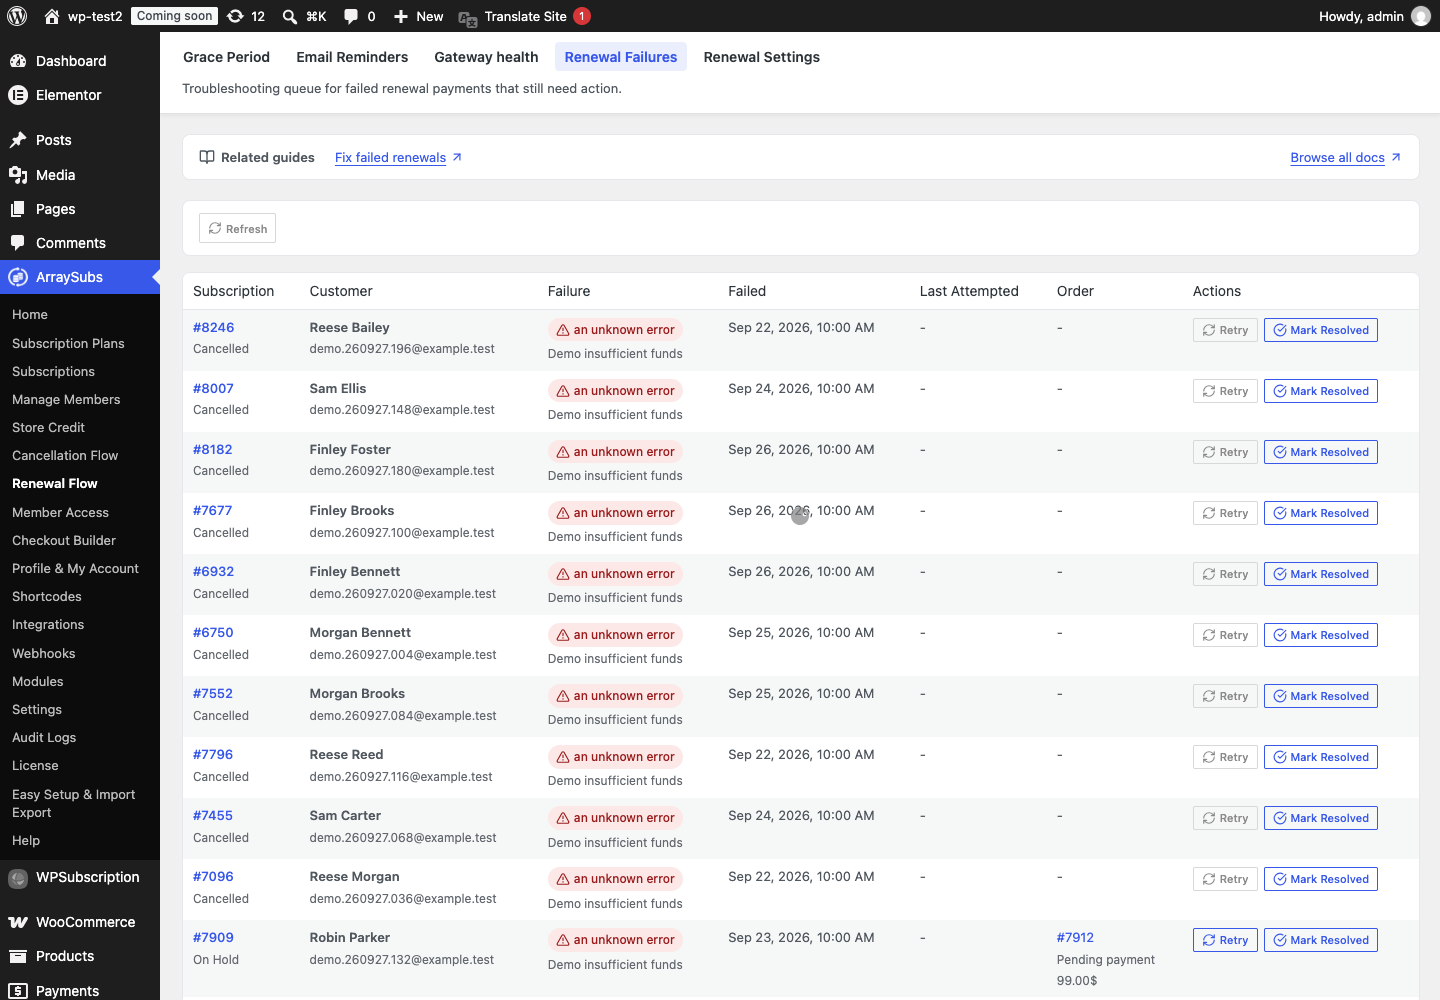 wp-test2 Coming soon 12 ⌘K 0 New Translate Site 1 Howdy, admin
Dashboard
Elementor
Posts
Media
Pages
Comments
ArraySubs
Home
Subscription Plans
Subscriptions
Manage Members
Store Credit
Cancellation Flow
Renewal Flow
Member Access
Checkout Builder
Profile & My Account
Shortcodes
Integrations
Webhooks
Modules
Settings
Audit Logs
License
Easy Setup & Import
Export
Help
WPSubscription
WooCommerce
Products
Payments
Grace Period Email Reminders Gateway health Renewal Failures Renewal Settings
Troubleshooting queue for failed renewal payments that still need action.
Related guides Fix failed renewals Browse all docs
Refresh
Subscription Customer Failure Failed Last Attempted Order Actions
#8246 Reese Bailey an unknown error Sep 22, 2026, 10:00 AM - - Retry Mark Resolved
Cancelled demo.260927.196@example.test Demo insufficient funds
#8007 Sam Ellis an unknown error Sep 24, 2026, 10:00 AM - - Retry Mark Resolved
Cancelled demo.260927.148@example.test Demo insufficient funds
#8182 Finley Foster an unknown error Sep 26, 2026, 10:00 AM - - Retry Mark Resolved
Cancelled demo.260927.180@example.test Demo insufficient funds
#7677 Finley Brooks an unknown error Sep 26, 2026, 10:00 AM - - Retry Mark Resolved
Cancelled demo.260927.100@example.test Demo insufficient funds
#6932 Finley Bennett an unknown error Sep 26, 2026, 10:00 AM - - Retry Mark Resolved
Cancelled demo.260927.020@example.test Demo insufficient funds
#6750 Morgan Bennett an unknown error Sep 25, 2026, 10:00 AM - - Retry Mark Resolved
Cancelled demo.260927.004@example.test Demo insufficient funds
#7552 Morgan Brooks an unknown error Sep 25, 2026, 10:00 AM - - Retry Mark Resolved
Cancelled demo.260927.084@example.test Demo insufficient funds
#7796 Reese Reed an unknown error Sep 22, 2026, 10:00 AM - - Retry Mark Resolved
Cancelled demo.260927.116@example.test Demo insufficient funds
#7455 Sam Carter an unknown error Sep 24, 2026, 10:00 AM - - Retry Mark Resolved
Cancelled demo.260927.068@example.test Demo insufficient funds
#7096 Reese Morgan an unknown error Sep 22, 2026, 10:00 AM - - Retry Mark Resolved
Cancelled demo.260927.036@example.test Demo insufficient funds
#7909 Robin Parker an unknown error Sep 23, 2026, 10:00 AM - #7912 Retry Mark Resolved
On Hold demo.260927.132@example.test Demo insufficient funds Pending payment
99.00$